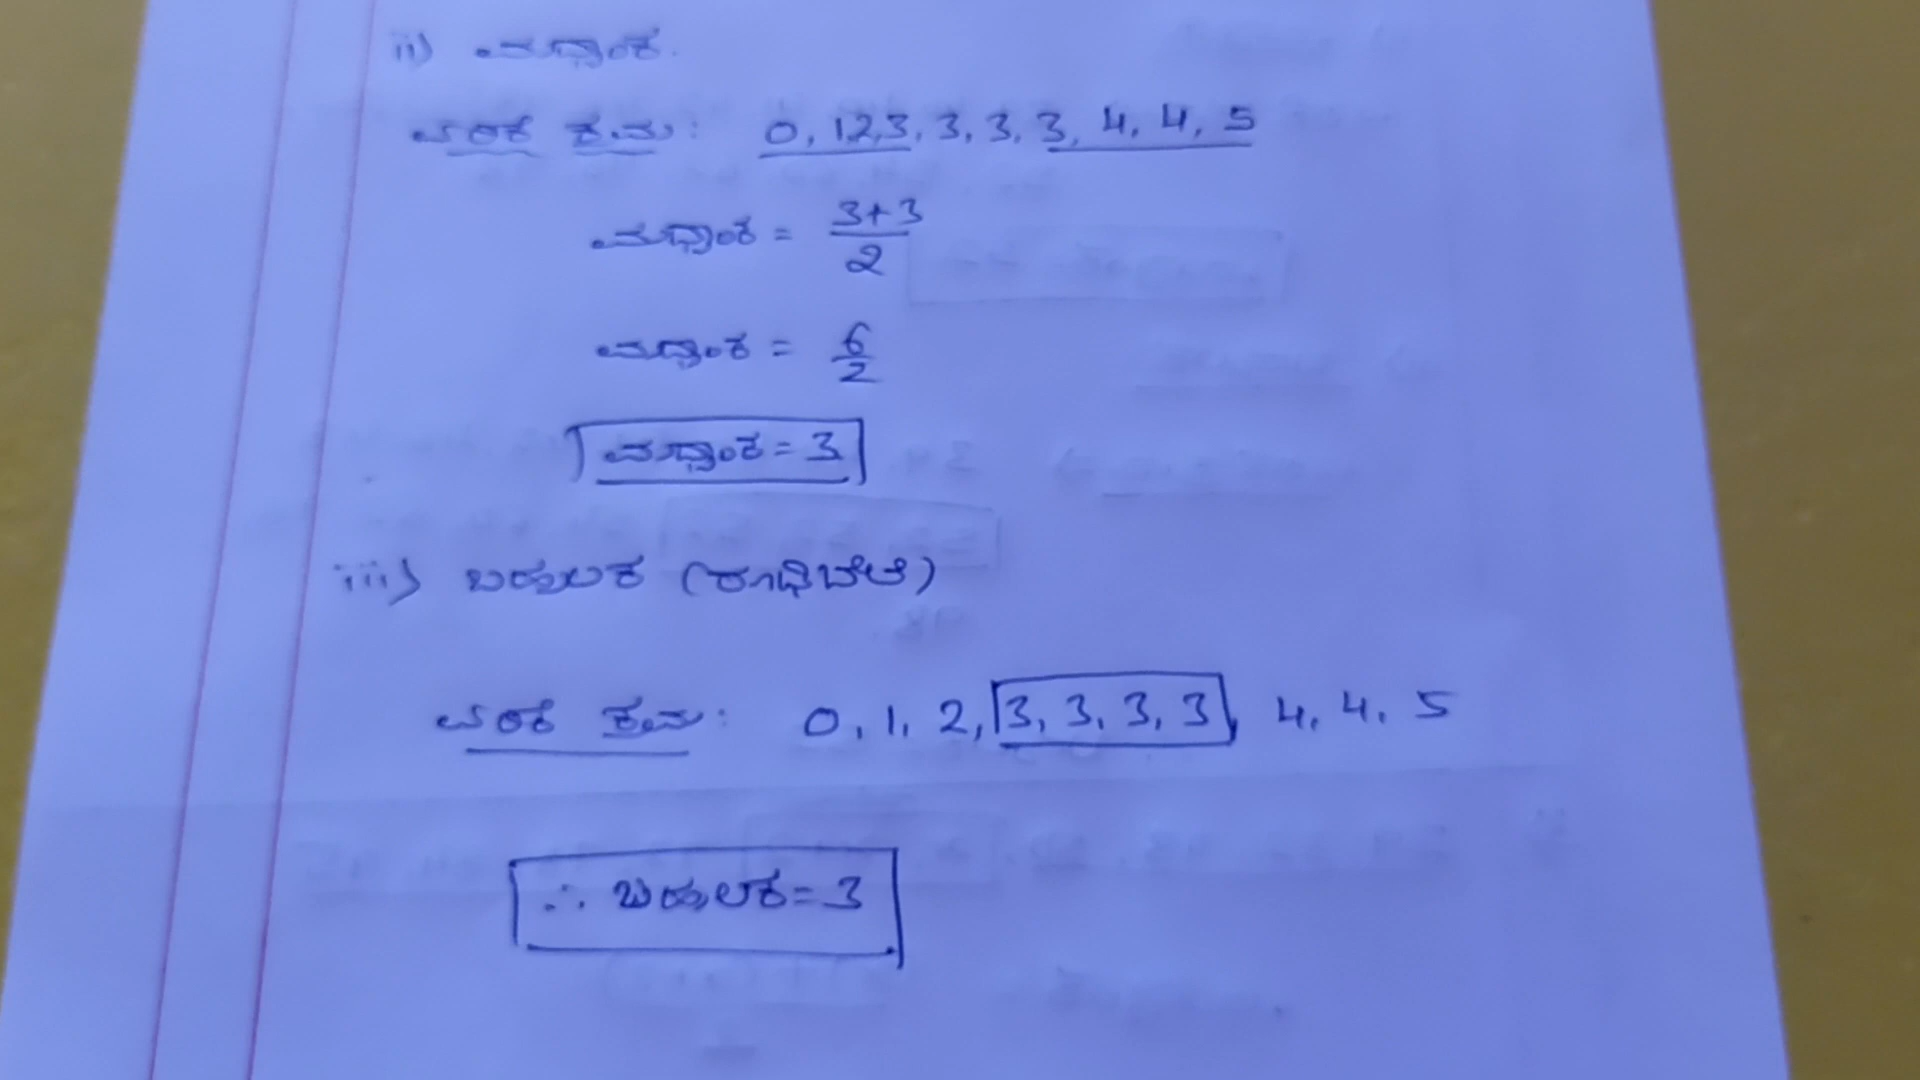 ii) ಮಧ್ಯಾಂಕ.
ಏರಿಕೆ ಕ್ರಮ: 0, 1,2,3, 3, 3, 3, 4, 4, 5
ಮಧ್ಯಾಂಕ = 3+3/2
ಮಧ್ಯಾಂಕ = 6/2
ಮಧ್ಯಾಂಕ = 3
iii) ಬಹುಲಕ (ರೂಢಿಬೆಲೆ)
ಏರಿಕೆ ಕ್ರಮ: 0, 1, 2, 3, 3, 3, 3, 4, 4, 5
∴ ಬಹುಲಕ = 3